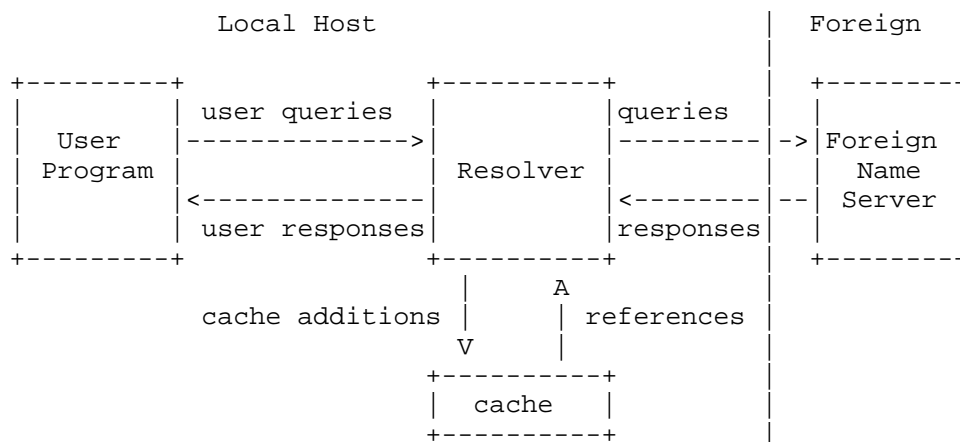 Local Host | Foreign
|
+---------+ +----------+ | +---------
| | user queries | |queries | |
| User |-------------->| |---------|->|Foreign
| Program | | Resolver | | | Name
| |<--------------| |<--------|--| Server
| | user responses| |responses| |
+---------+ +----------+ | +---------
| A |
cache additions | | references |
V | |
+----------+ |
| cache | |
+----------+ |